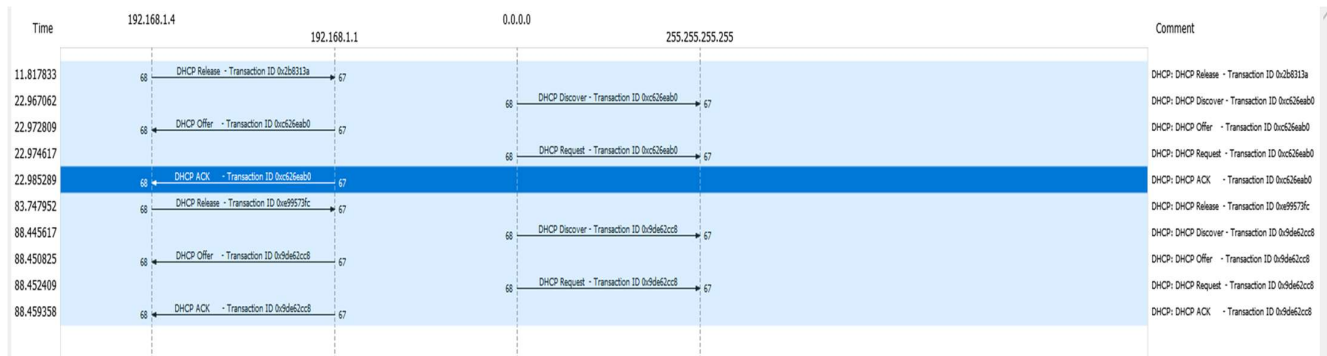 Time 192.168.1.4 192.168.1.1 0.0.0.0 255.255.255.255 Comment
11.817833 68 DHCP Release - Transaction ID 0x2b8313a 67 DHCP: DHCP Release - Transaction ID 0x2b8313a
22.967062 68 DHCP Discover - Transaction ID 0xc626eab0 67 DHCP: DHCP Discover - Transaction ID 0xc626eab0
22.972809 68 DHCP Offer - Transaction ID 0xc626eab0 67 DHCP: DHCP Offer - Transaction ID 0xc626eab0
22.974617 68 DHCP Request - Transaction ID 0xc626eab0 67 DHCP: DHCP Request - Transaction ID 0xc626eab0
22.985289 68 DHCP ACK - Transaction ID 0xc626eab0 67 DHCP: DHCP ACK - Transaction ID 0xc626eab0
83.747952 68 DHCP Release - Transaction ID 0xe99573fc 67 DHCP: DHCP Release - Transaction ID 0xe99573fc
88.445617 68 DHCP Discover - Transaction ID 0x9de62cc8 67 DHCP: DHCP Discover - Transaction ID 0x9de62cc8
88.450825 68 DHCP Offer - Transaction ID 0x9de62cc8 67 DHCP: DHCP Offer - Transaction ID 0x9de62cc8
88.452409 68 DHCP Request - Transaction ID 0x9de62cc8 67 DHCP: DHCP Request - Transaction ID 0x9de62cc8
88.459358 68 DHCP ACK - Transaction ID 0x9de62cc8 67 DHCP: DHCP ACK - Transaction ID 0x9de62cc8